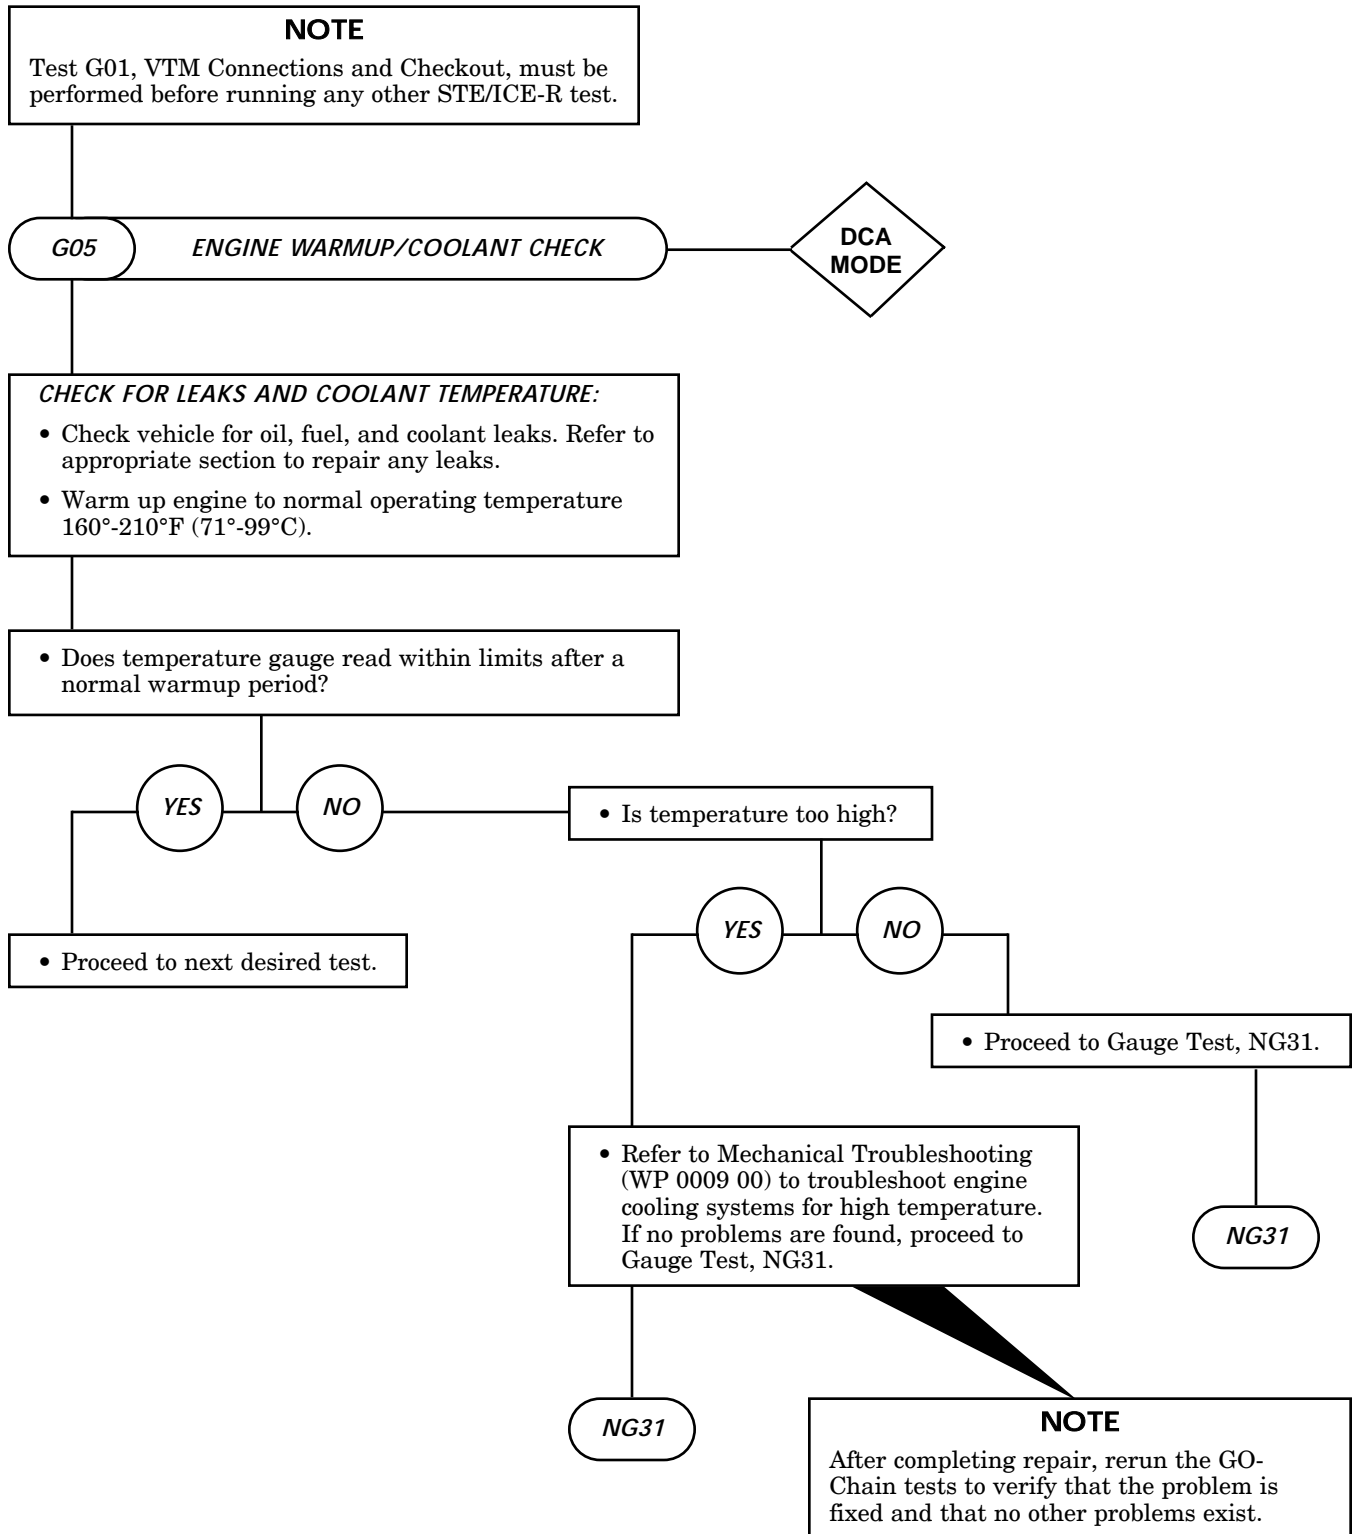 NOTE
Test G01, VTM Connections and Checkout, must be
performed before running any other STE/ICE-R test.
G05
ENGINE WARMUP/COOLANT CHECK
DCA
MODE
CHECK FOR LEAKS AND COOLANT TEMPERATURE:
• Check vehicle for oil, fuel, and coolant leaks. Refer to
appropriate section to repair any leaks.
• Warm up engine to normal operating temperature
160°-210°F (71°-99°C).
• Does temperature gauge read within limits after a
normal warmup period?
YES
NO
• Is temperature too high?
YES
NO
• Proceed to next desired test.
• Proceed to Gauge Test, NG31.
• Refer to Mechanical Troubleshooting
(WP 0009 00) to troubleshoot engine
cooling systems for high temperature.
If no problems are found, proceed to
Gauge Test, NG31.
NG31
NG31
NOTE
After completing repair, rerun the GO-
Chain tests to verify that the problem is
fixed and that no other problems exist.